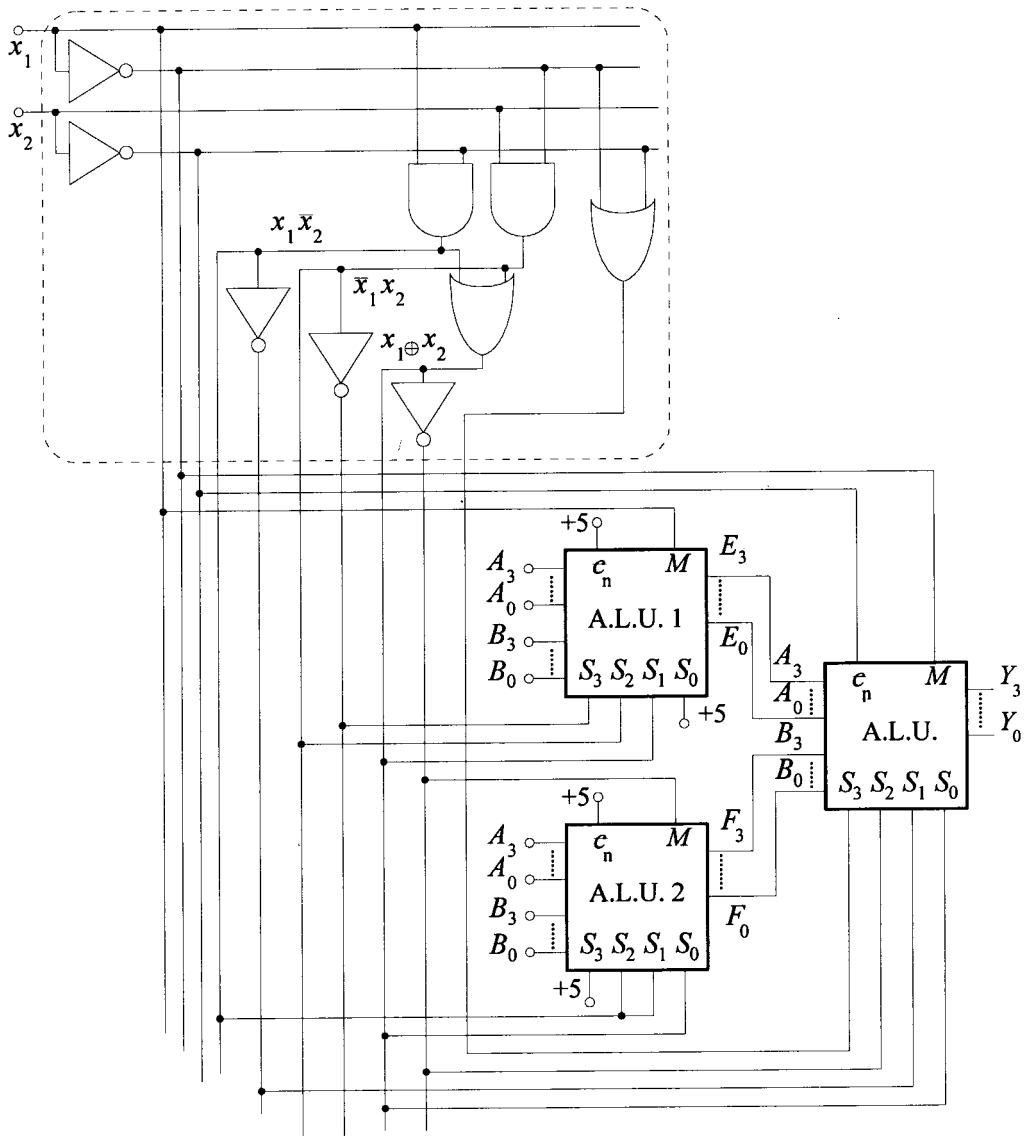 x₁
x₂
x₁x̄₂
x̄₁x₂
x₁⊕x₂
+5
A₃
A₀
B₃
B₀
cₙ M
A.L.U. 1
S₃ S₂ S₁ S₀
+5
E₃
E₀
A₃
A₀
B₃
B₀
cₙ M
A.L.U.
S₃ S₂ S₁ S₀
Y₃
Y₀
+5
A₃
A₀
B₃
B₀
cₙ M
A.L.U. 2
S₃ S₂ S₁ S₀
+5
F₃
F₀